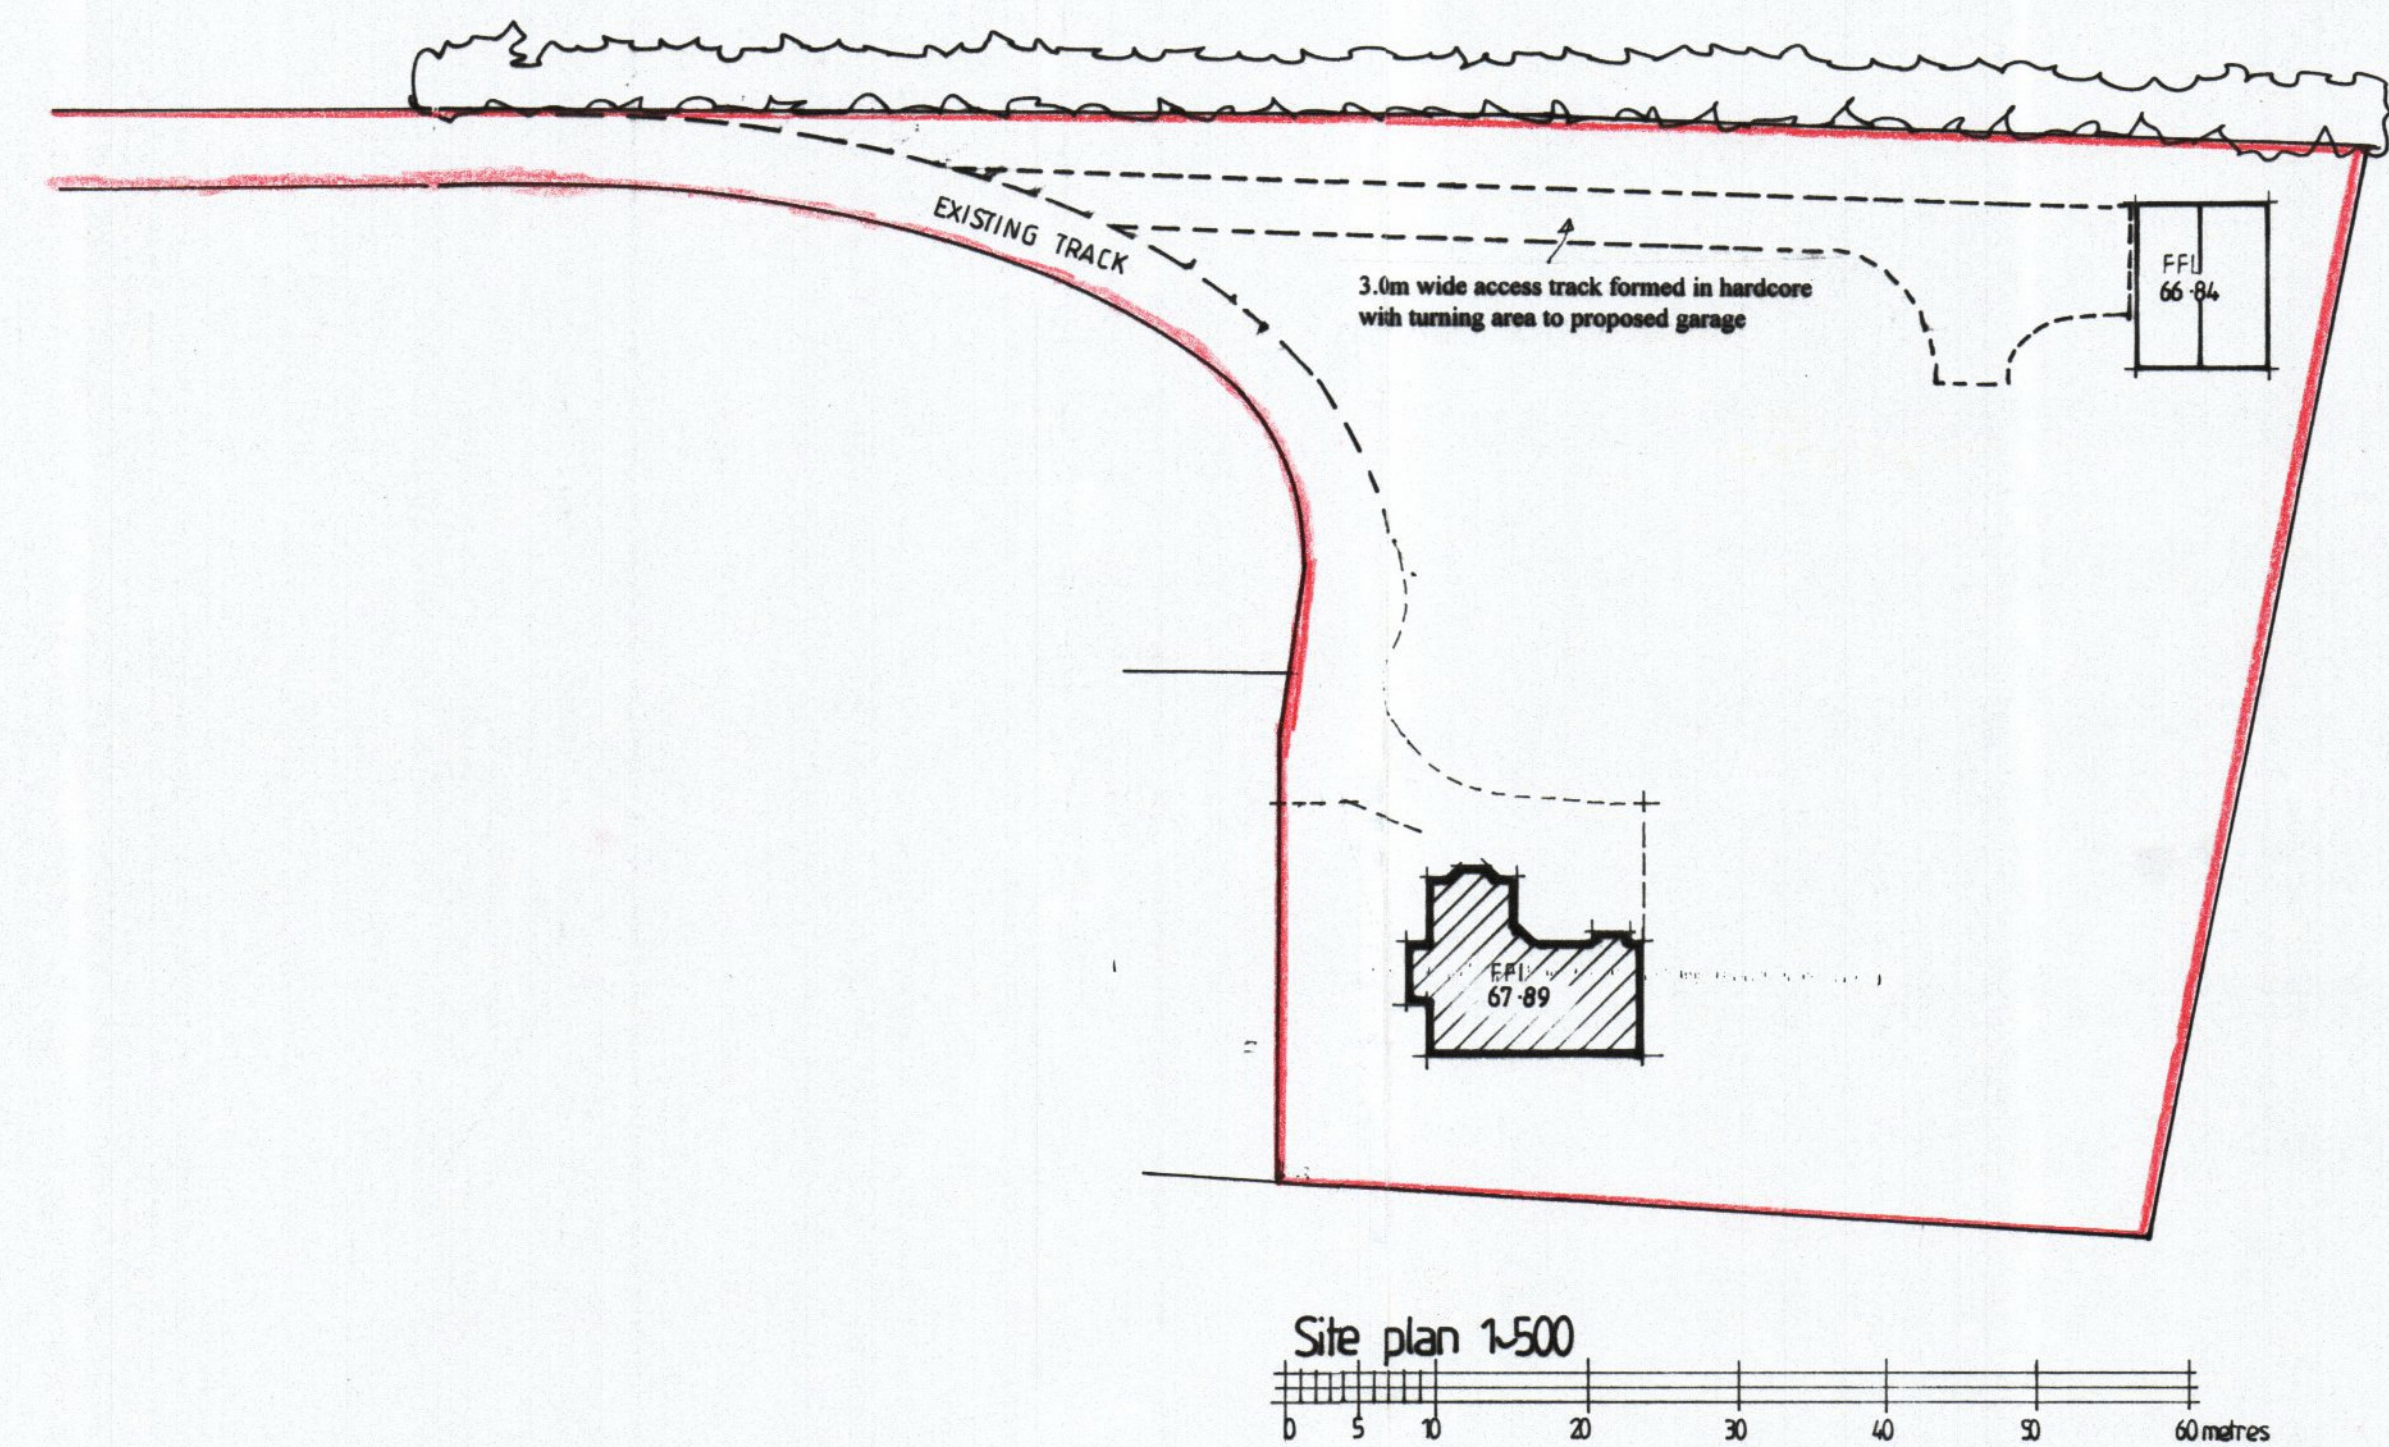 EXISTING TRACK
FFL
66·84
3.0m wide access track formed in hardcore
with turning area to proposed garage
FFL
67·89
Site plan 1~500
0 5 10 20 30 40 50 60 metres